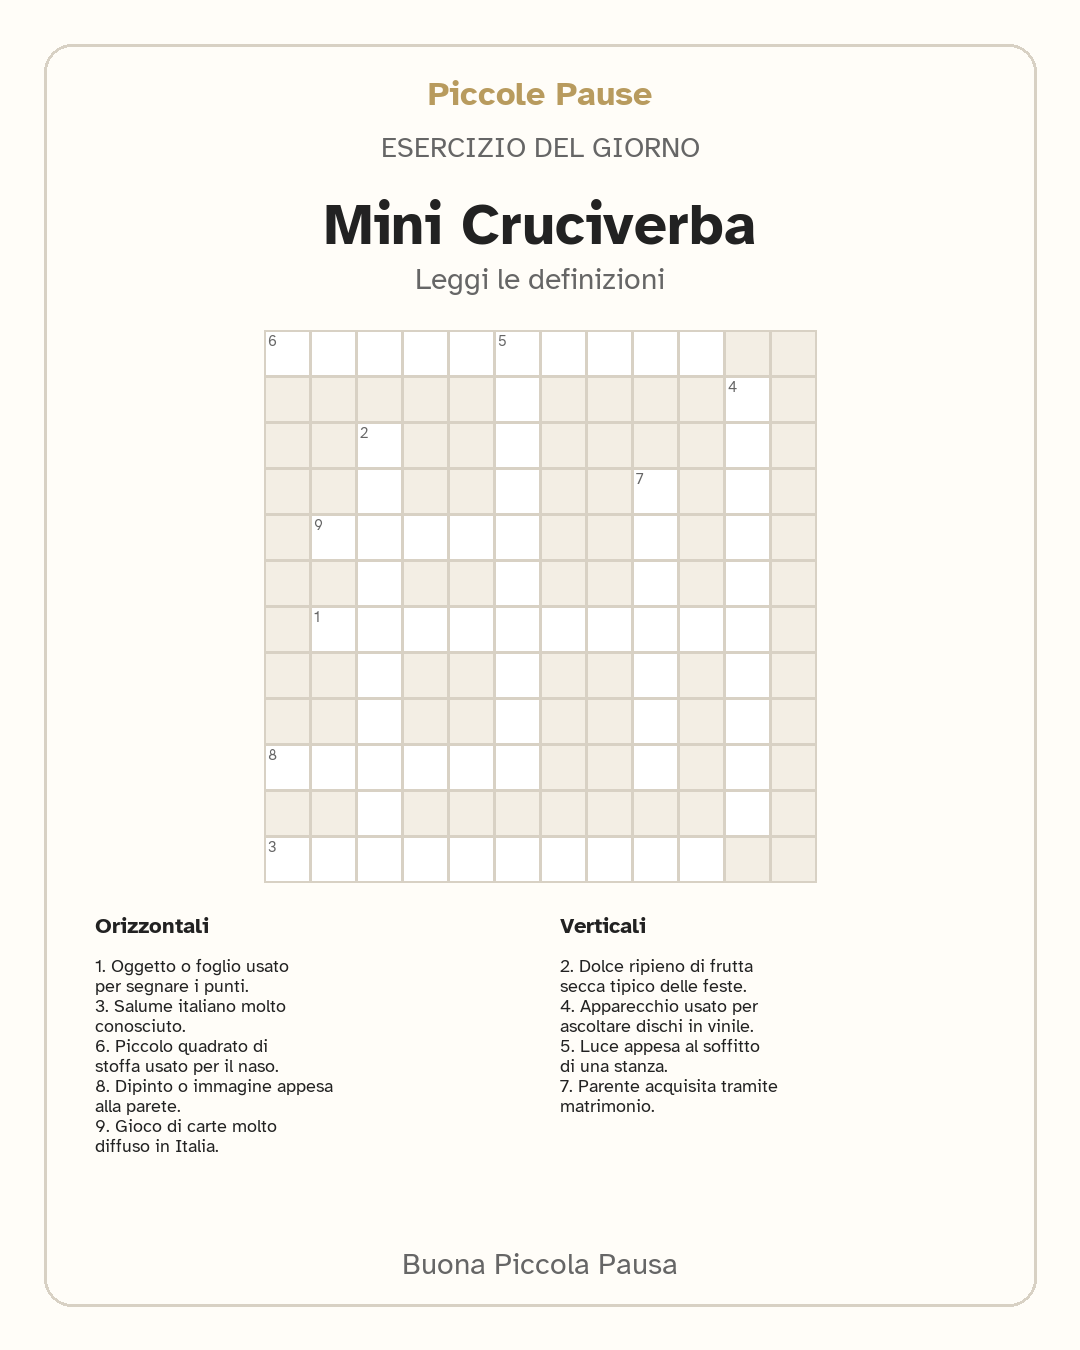 Piccole Pause
ESERCIZIO DEL GIORNO
Mini Cruciverba
Leggi le definizioni
6 5
4
2
7
9
1
8
3
Orizzontali
1. Oggetto o foglio usato
per segnare i punti.
3. Salume italiano molto
conosciuto.
6. Piccolo quadrato di
stoffa usato per il naso.
8. Dipinto o immagine appesa
alla parete.
9. Gioco di carte molto
diffuso in Italia.
Verticali
2. Dolce ripieno di frutta
secca tipico delle feste.
4. Apparecchio usato per
ascoltare dischi in vinile.
5. Luce appesa al soffitto
di una stanza.
7. Parente acquisita tramite
matrimonio.
Buona Piccola Pausa